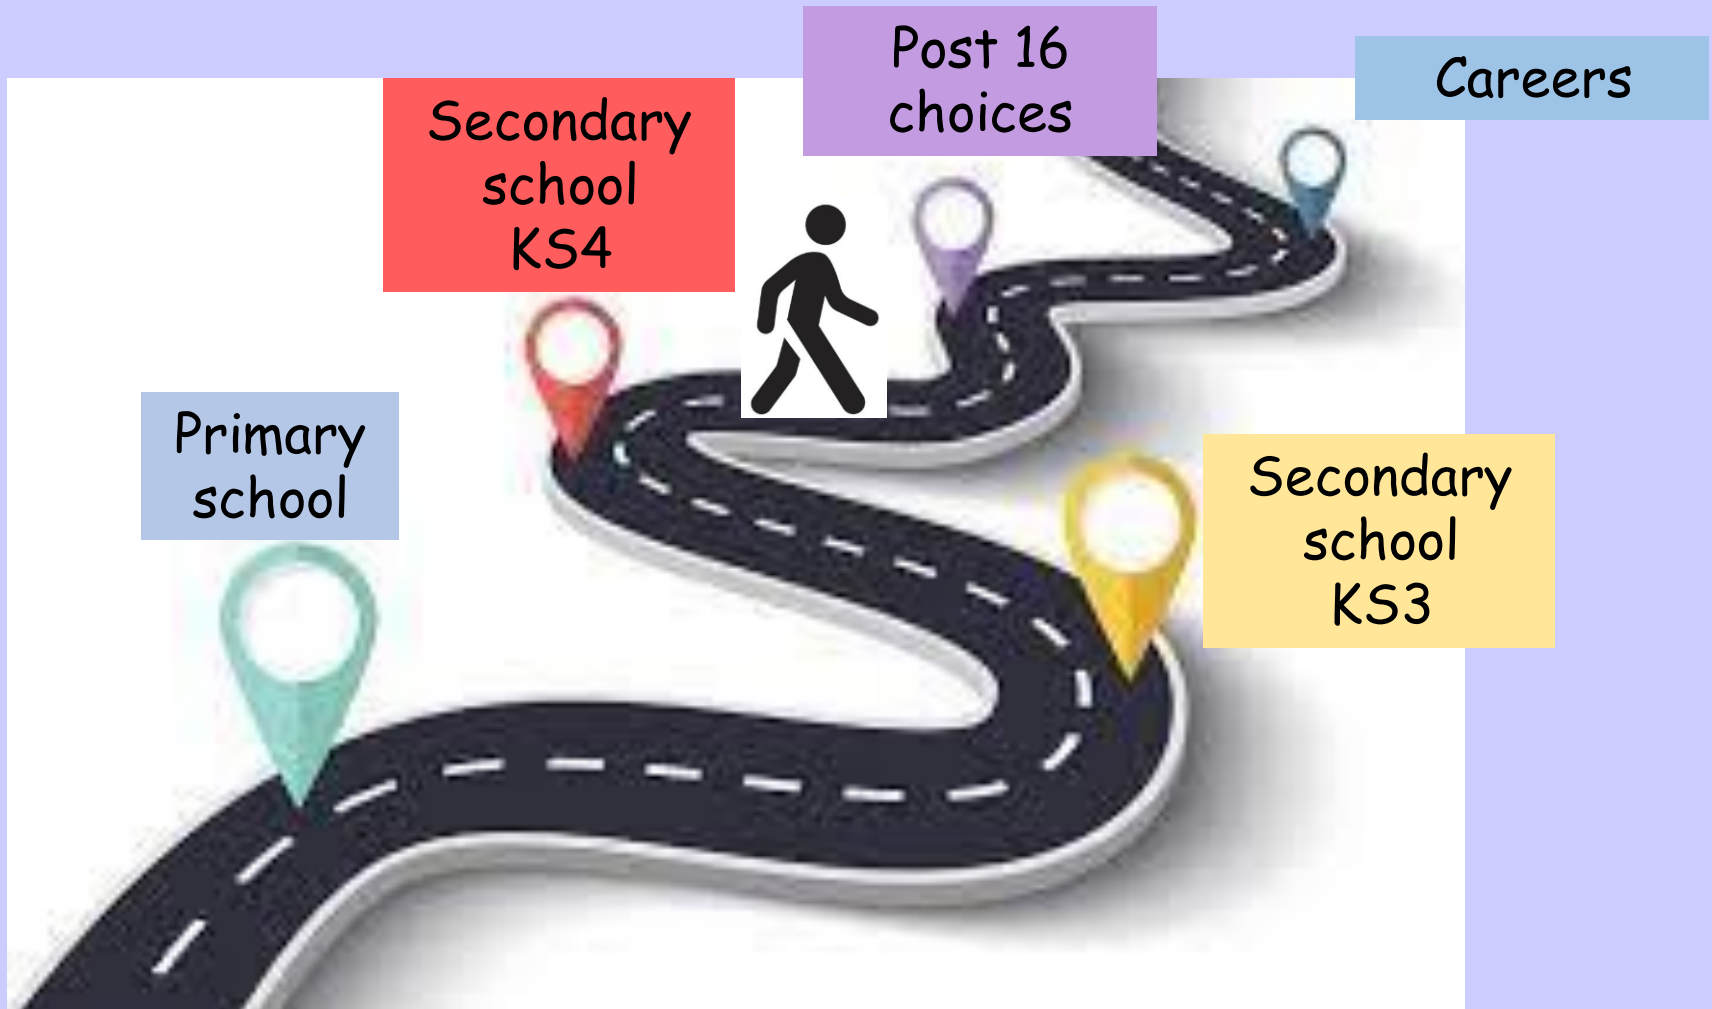 Post 16
choices
Careers
Secondary
school
KS4
Primary
school
Secondary
school
KS3